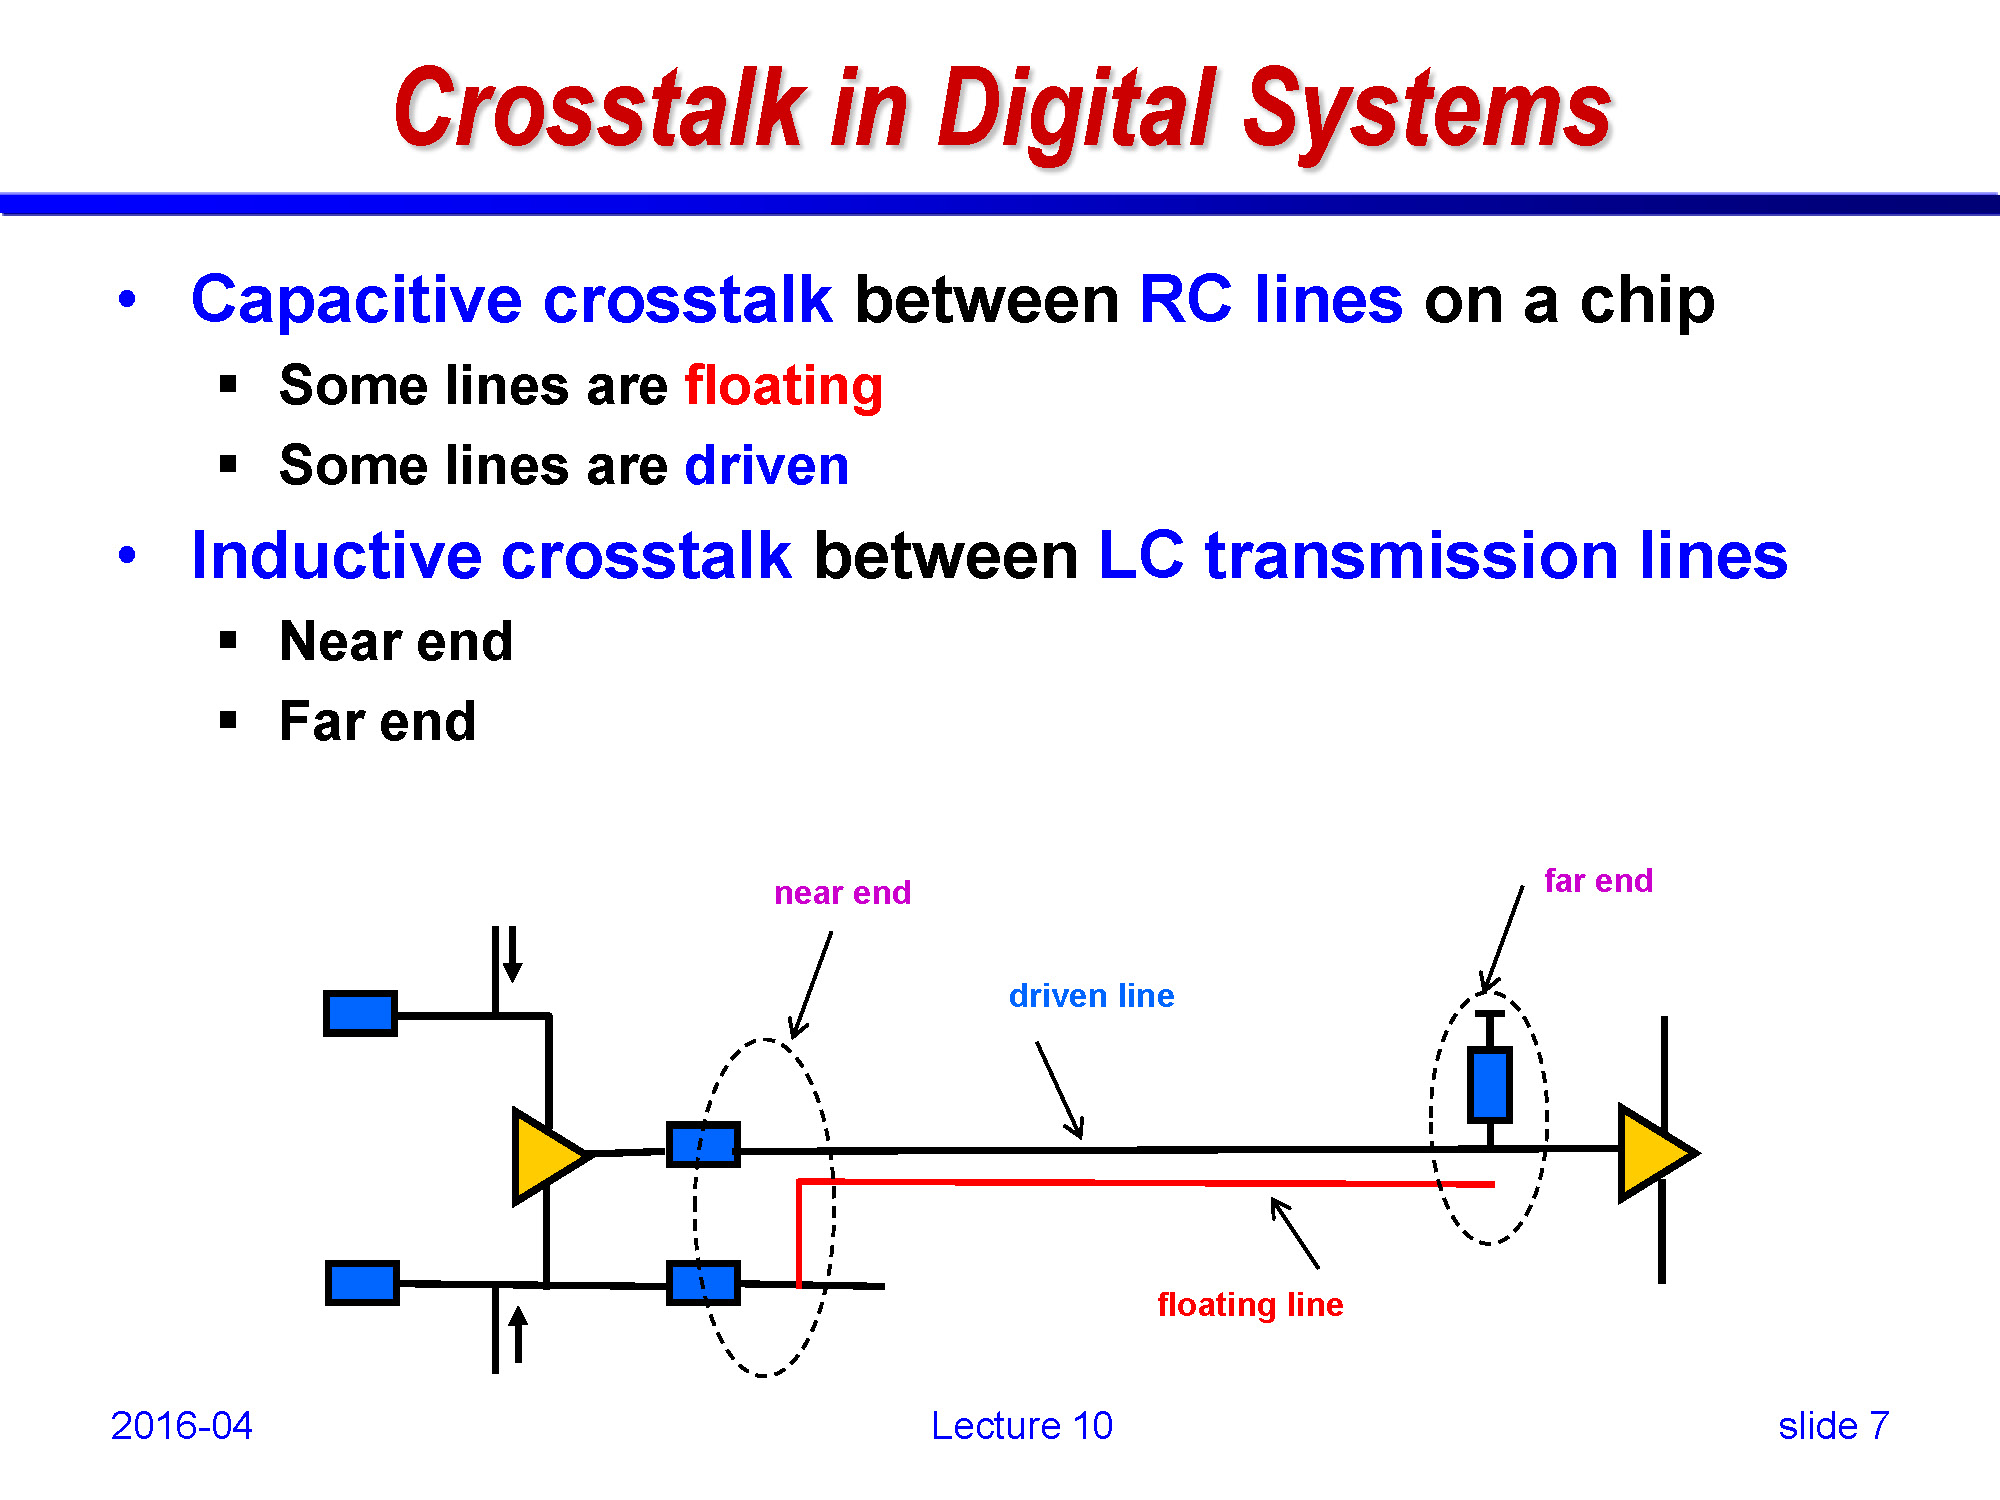 Crosstalk in Digital Systems
• Capacitive crosstalk between RC lines on a chip
▪ Some lines are floating
▪ Some lines are driven
• Inductive crosstalk between LC transmission lines
▪ Near end
▪ Far end
near end
far end
driven line
floating line
2016-04
Lecture 10
slide 7